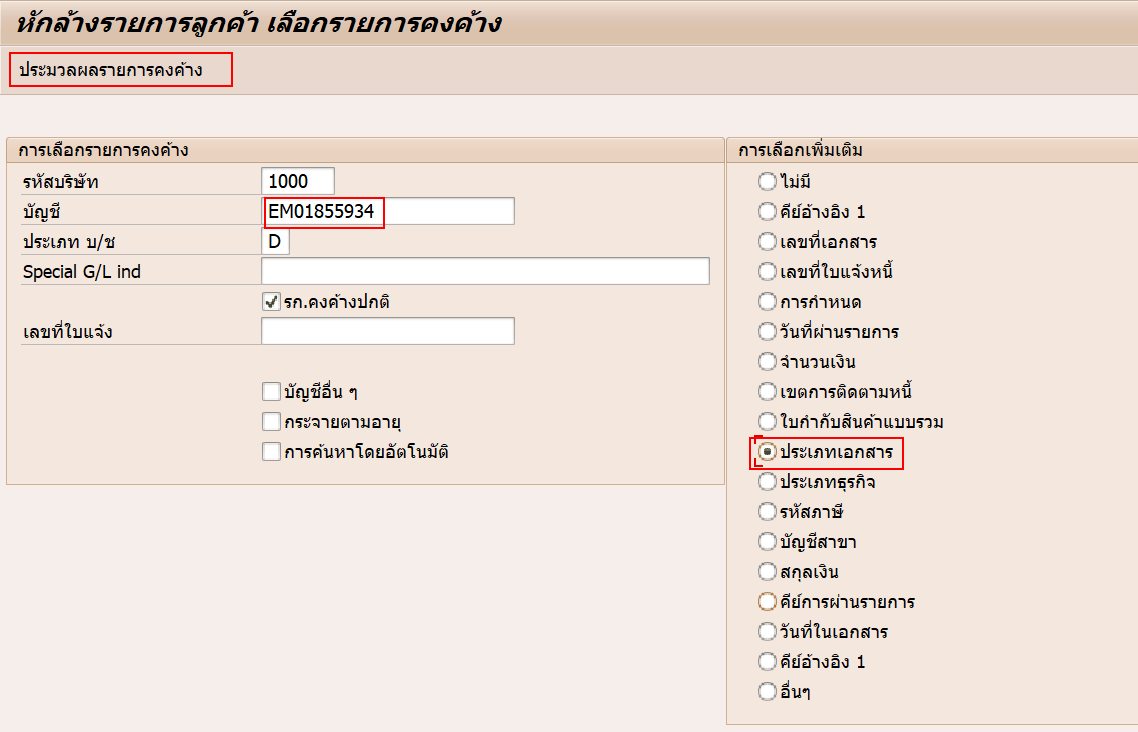 หักล้างรายการลูกค้า เลือกรายการคงค้าง
ประมวลผลรายการคงค้าง
การเลือกรายการคงค้าง
รหัสบริษัท 1000
บัญชี EM01855934
ประเภท บ/ช D
Special G/L ind
รก.คงค้างปกติ
เลขที่ใบแจ้ง
บัญชีอื่น ๆ
กระจายตามอายุ
การค้นหาโดยอัตโนมัติ
การเลือกเพิ่มเติม
ไม่มี
คีย์อ้างอิง 1
เลขที่เอกสาร
เลขที่ใบแจ้งหนี้
การกำหนด
วันที่ผ่านรายการ
จำนวนเงิน
เขตการติดตามหนี้
ใบกำกับสินค้าแบบรวม
ประเภทเอกสาร
ประเภทธุรกิจ
รหัสภาษี
บัญชีสาขา
สกุลเงิน
คีย์การผ่านรายการ
วันที่ในเอกสาร
คีย์อ้างอิง 1
อื่นๆ